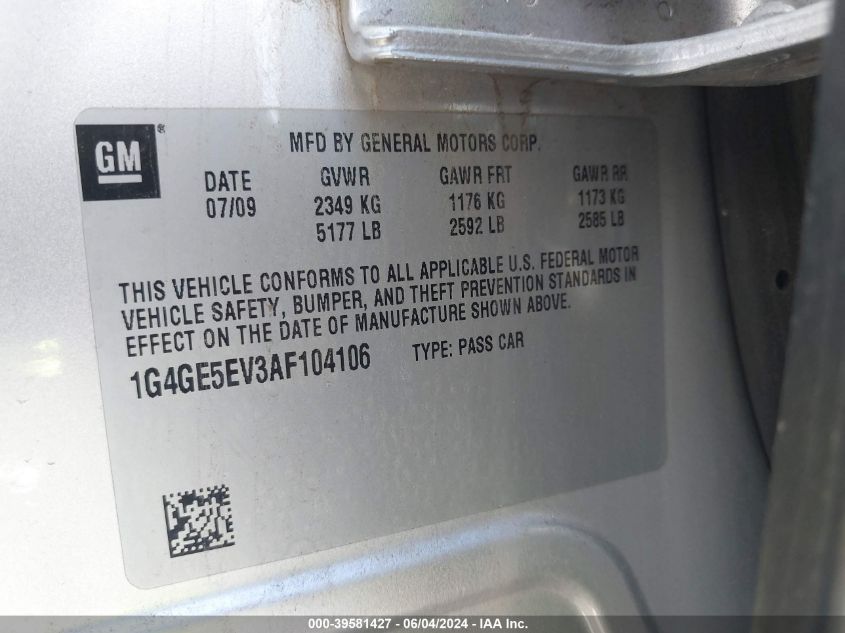 GM®
MFD BY GENERAL MOTORS CORP.
DATE GVWR GAWR FRT GAWR RR
07/09 2349 KG 1176 KG 1173 KG
5177 LB 2592 LB 2585 LB
THIS VEHICLE CONFORMS TO ALL APPLICABLE U.S. FEDERAL MOTOR
VEHICLE SAFETY, BUMPER, AND THEFT PREVENTION STANDARDS IN
EFFECT ON THE DATE OF MANUFACTURE SHOWN ABOVE.
1G4GE5EV3AF104106 TYPE: PASS CAR
000-39581427 - 06/04/2024 - IAA Inc.